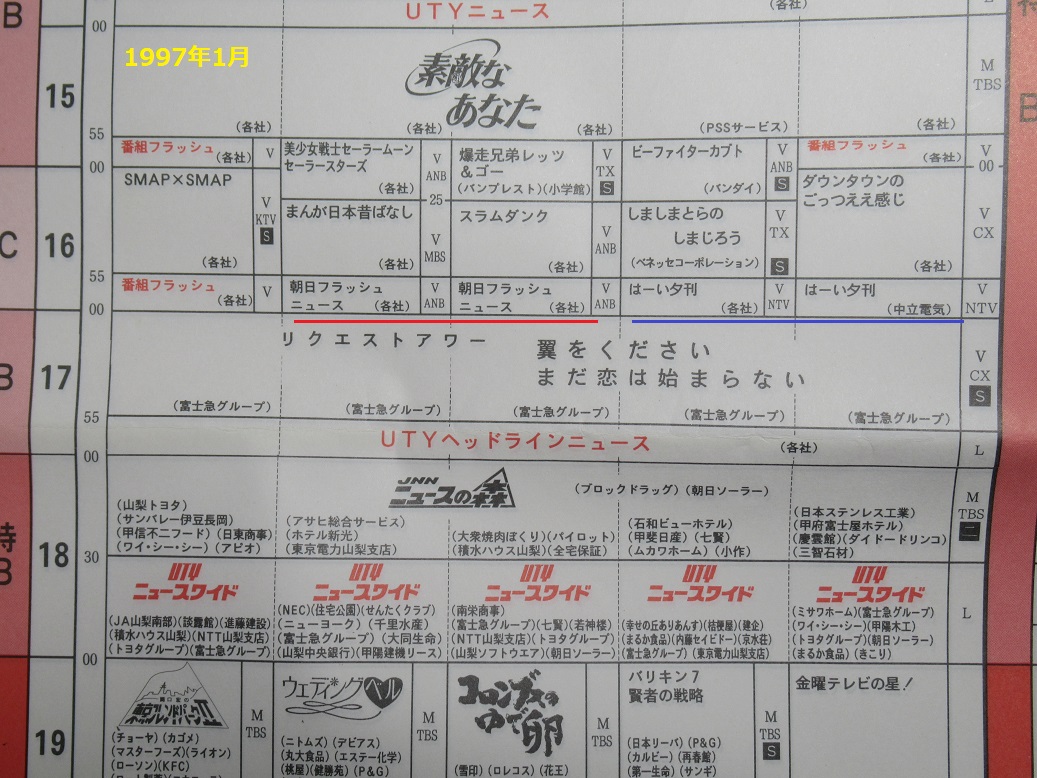 B
UTYニュース
(各社)
L
00
1997年1月
15
素敵な
あなた
M
TBS
B
(各社)
(各社)
(各社)
(PSSサービス)
(各社)
55
番組フラッシュ
(各社)
V
美少女戦士セーラームーン
セーラースターズ
(各社)
V
ANB
25
爆走兄弟レッツ
&ゴー
(バンプレスト)(小学館)
V
TX
S
ビーファイターカブト
(バンダイ)
V
ANB
S
番組フラッシュ
(各社)
V
00
00
C
16
SMAP×SMAP
(各社)
V
KTV
S
まんが日本昔ばなし
(各社)
V
MBS
スラムダンク
(各社)
V
ANB
しましまとらの
しまじろう
(ベネッセコーポレーション)
V
TX
S
ダウンタウンの
ごっつええ感じ
(各社)
V
CX
55
番組フラッシュ
(各社)
V
朝日フラッシュ
ニュース (各社)
V
ANB
朝日フラッシュ
ニュース (各社)
V
ANB
はーい夕刊
(各社)
V
NTV
はーい夕刊
(中立電気)
V
NTV
00
B
17
リクエストアワー
翼をください
まだ恋は始まらない
V
CX
S
(富士急グループ)
(富士急グループ)
(富士急グループ)
(富士急グループ)
(富士急グループ)
55
UTYヘッドラインニュース
(各社)
L
00
特
B
18
JNN
ニュースの森
(ブロックドラッグ)(朝日ソーラー)
M
TBS
二
(山梨トヨタ)
(サンバレー伊豆長岡)
(甲信不二フード)(日東商事)
(ワイ・シー・シー)(アピオ)
(アサヒ総合サービス)
(ホテル新光)
(東京電力山梨支店)
(大衆焼肉ぼくり)(パイロット)
(積水ハウス山梨)(全宅保証)
(石和ビューホテル)
(甲斐日産)(七賢)
(ムカワホーム)(小作)
(日本ステンレス工業)
(甲府富士屋ホテル)
(慶雲館)(ダイドードリンコ)
(三智石材)
30
UTY
ニュースワイド
UTY
ニュースワイド
UTY
ニュースワイド
UTY
ニュースワイド
UTY
ニュースワイド
L
(JA山梨南部)(談露館)(進藤建設)
(積水ハウス山梨)(NTT山梨支店)
(トヨタグループ)(富士急グループ)
(NEC)(住宅公園)(せんたくクラブ)
(ニューヨーク)(千里水産)
(富士急グループ)(大同生命)
(山梨中央銀行)(甲陽建機リース)
(南栄商事)
(富士急グループ)(七賢)(若神楼)
(NTT山梨支店)(トヨタグループ)
(山梨ソフトウエア)(朝日ソーラー)
(幸せの丘ありあんす)(桔梗屋)(建企)
(まるか食品)(内藤セイビドー)(京水荘)
(富士急グループ)(東京電力山梨支店)
(ミサワホーム)(富士急グループ)
(ワイ・シー・シー)(甲陽木工)
(トヨタグループ)(朝日ソーラー)
(まるか食品)(きこり)
00
19
関口宏の
東京フレンドパークII
(チョーヤ)(カゴメ)
(マスターフーズ)(ライオン)
(ローソン)(KFC)
M
TBS
ウエディングベル
(ニトムズ)(デビアス)
(丸大食品)(エステー化学)
(桃屋)(健勝苑)(P&G)
M
TBS
コロンブスの
ゆで卵
(雪印)(ロレコス)(花王)
M
TBS
バリキン7
賢者の戦略
(日本リーバ)(P&G)
(カルビー)(再春館)
(第一生命)(サンギ)
M
TBS
S
金曜テレビの星!